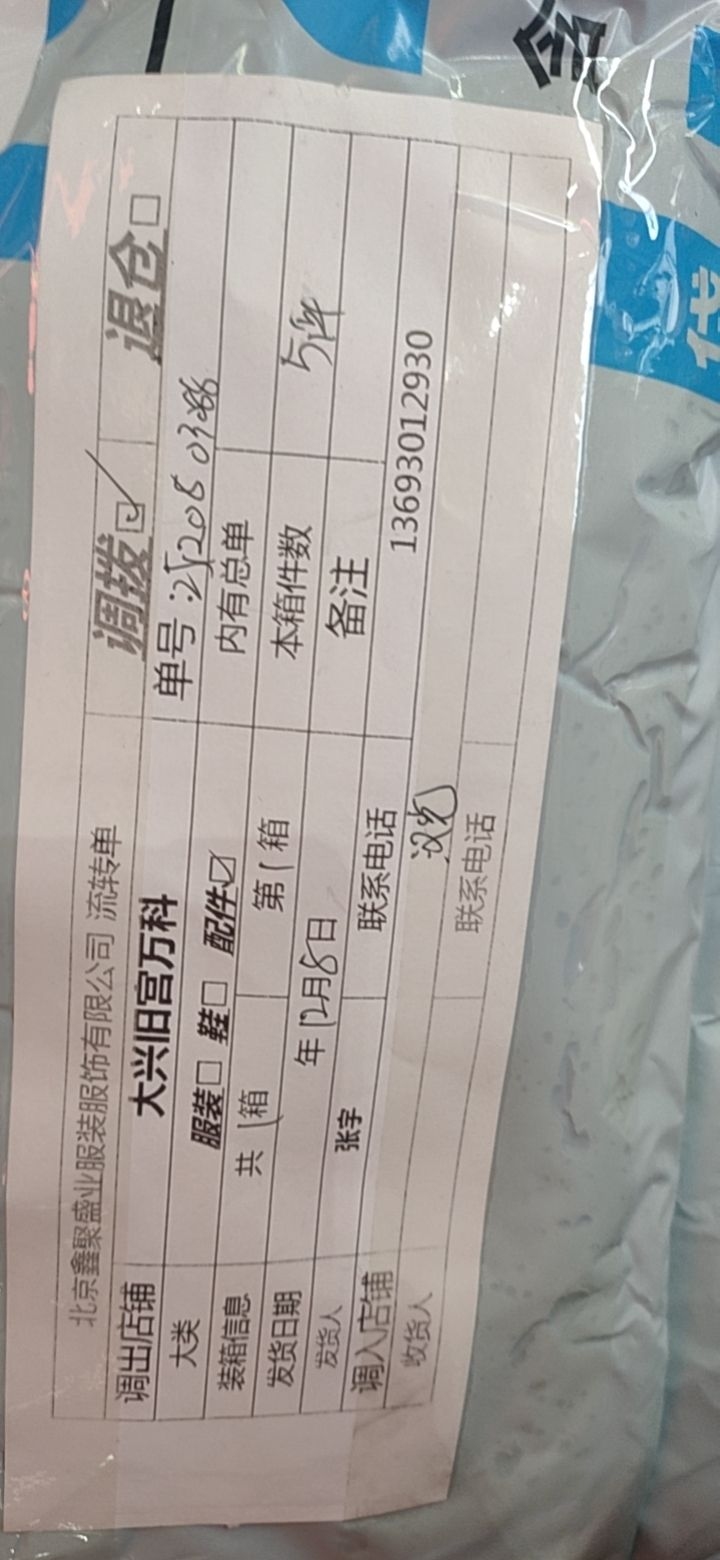 北京鑫聚盛业服装服饰有限公司 流转单 调拨☑ 退仓□
调出店铺 大兴旧宫万科 单号:
大类 服装□ 鞋□ 配件☑ 内有总单
装箱信息 共1箱 第1箱 本箱件数 5件
发货日期 年12月8日 备注
发货人 张宇 联系电话 13693012930
调入店铺
收货人 联系电话